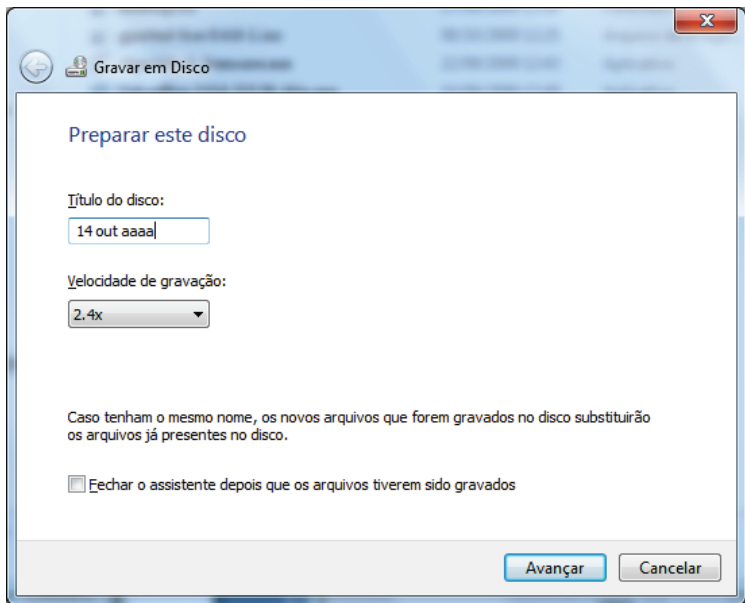 Gravar em Disco
Preparar este disco
Título do disco:
14 out aaaa
Velocidade de gravação:
2.4x
Caso tenham o mesmo nome, os novos arquivos que forem gravados no disco substituirão
os arquivos já presentes no disco.
Fechar o assistente depois que os arquivos tiverem sido gravados
Avançar
Cancelar